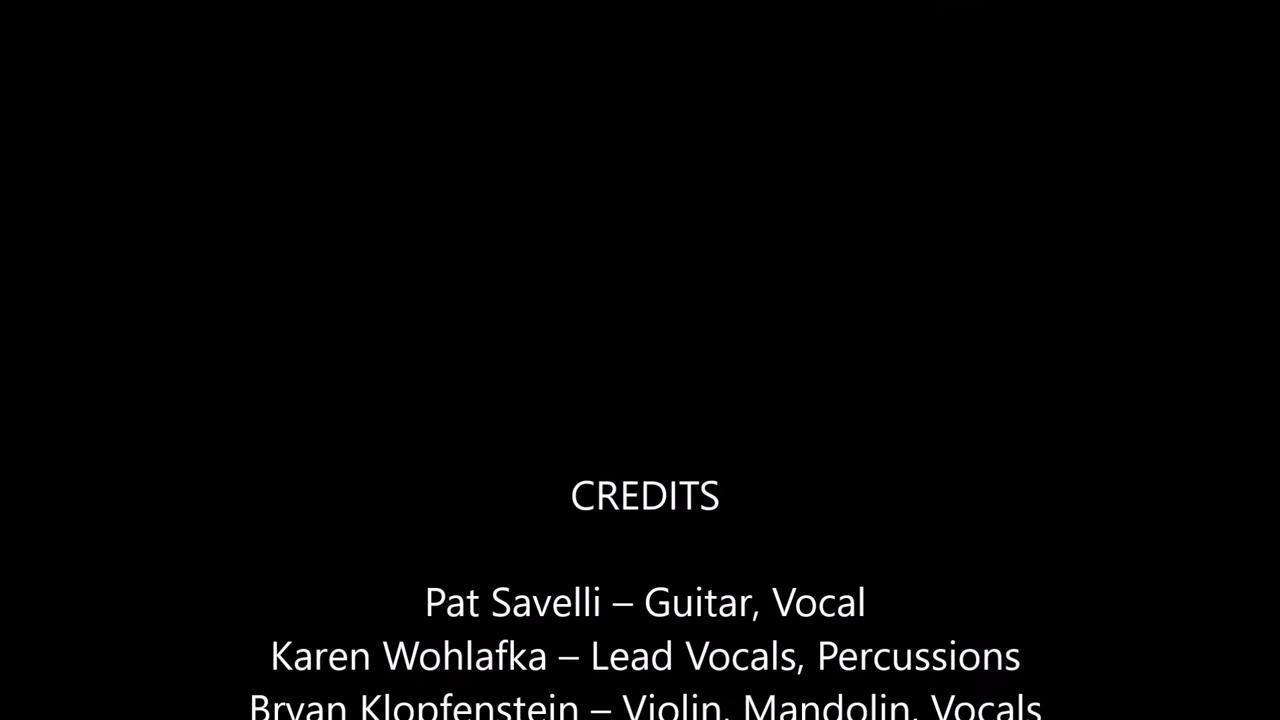 CREDITS
Pat Savelli – Guitar, Vocal
Karen Wohlafka – Lead Vocals, Percussions
Bryan Klopfenstein – Violin, Mandolin, Vocals